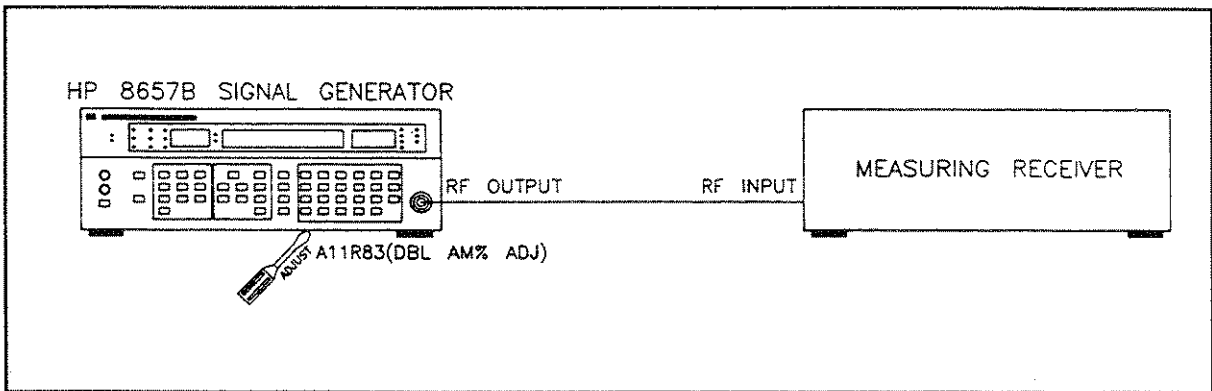 HP 8657B SIGNAL GENERATOR
MEASURING RECEIVER
RF OUTPUT
RF INPUT
ADJUST
A11R83(DBL AM% ADJ)